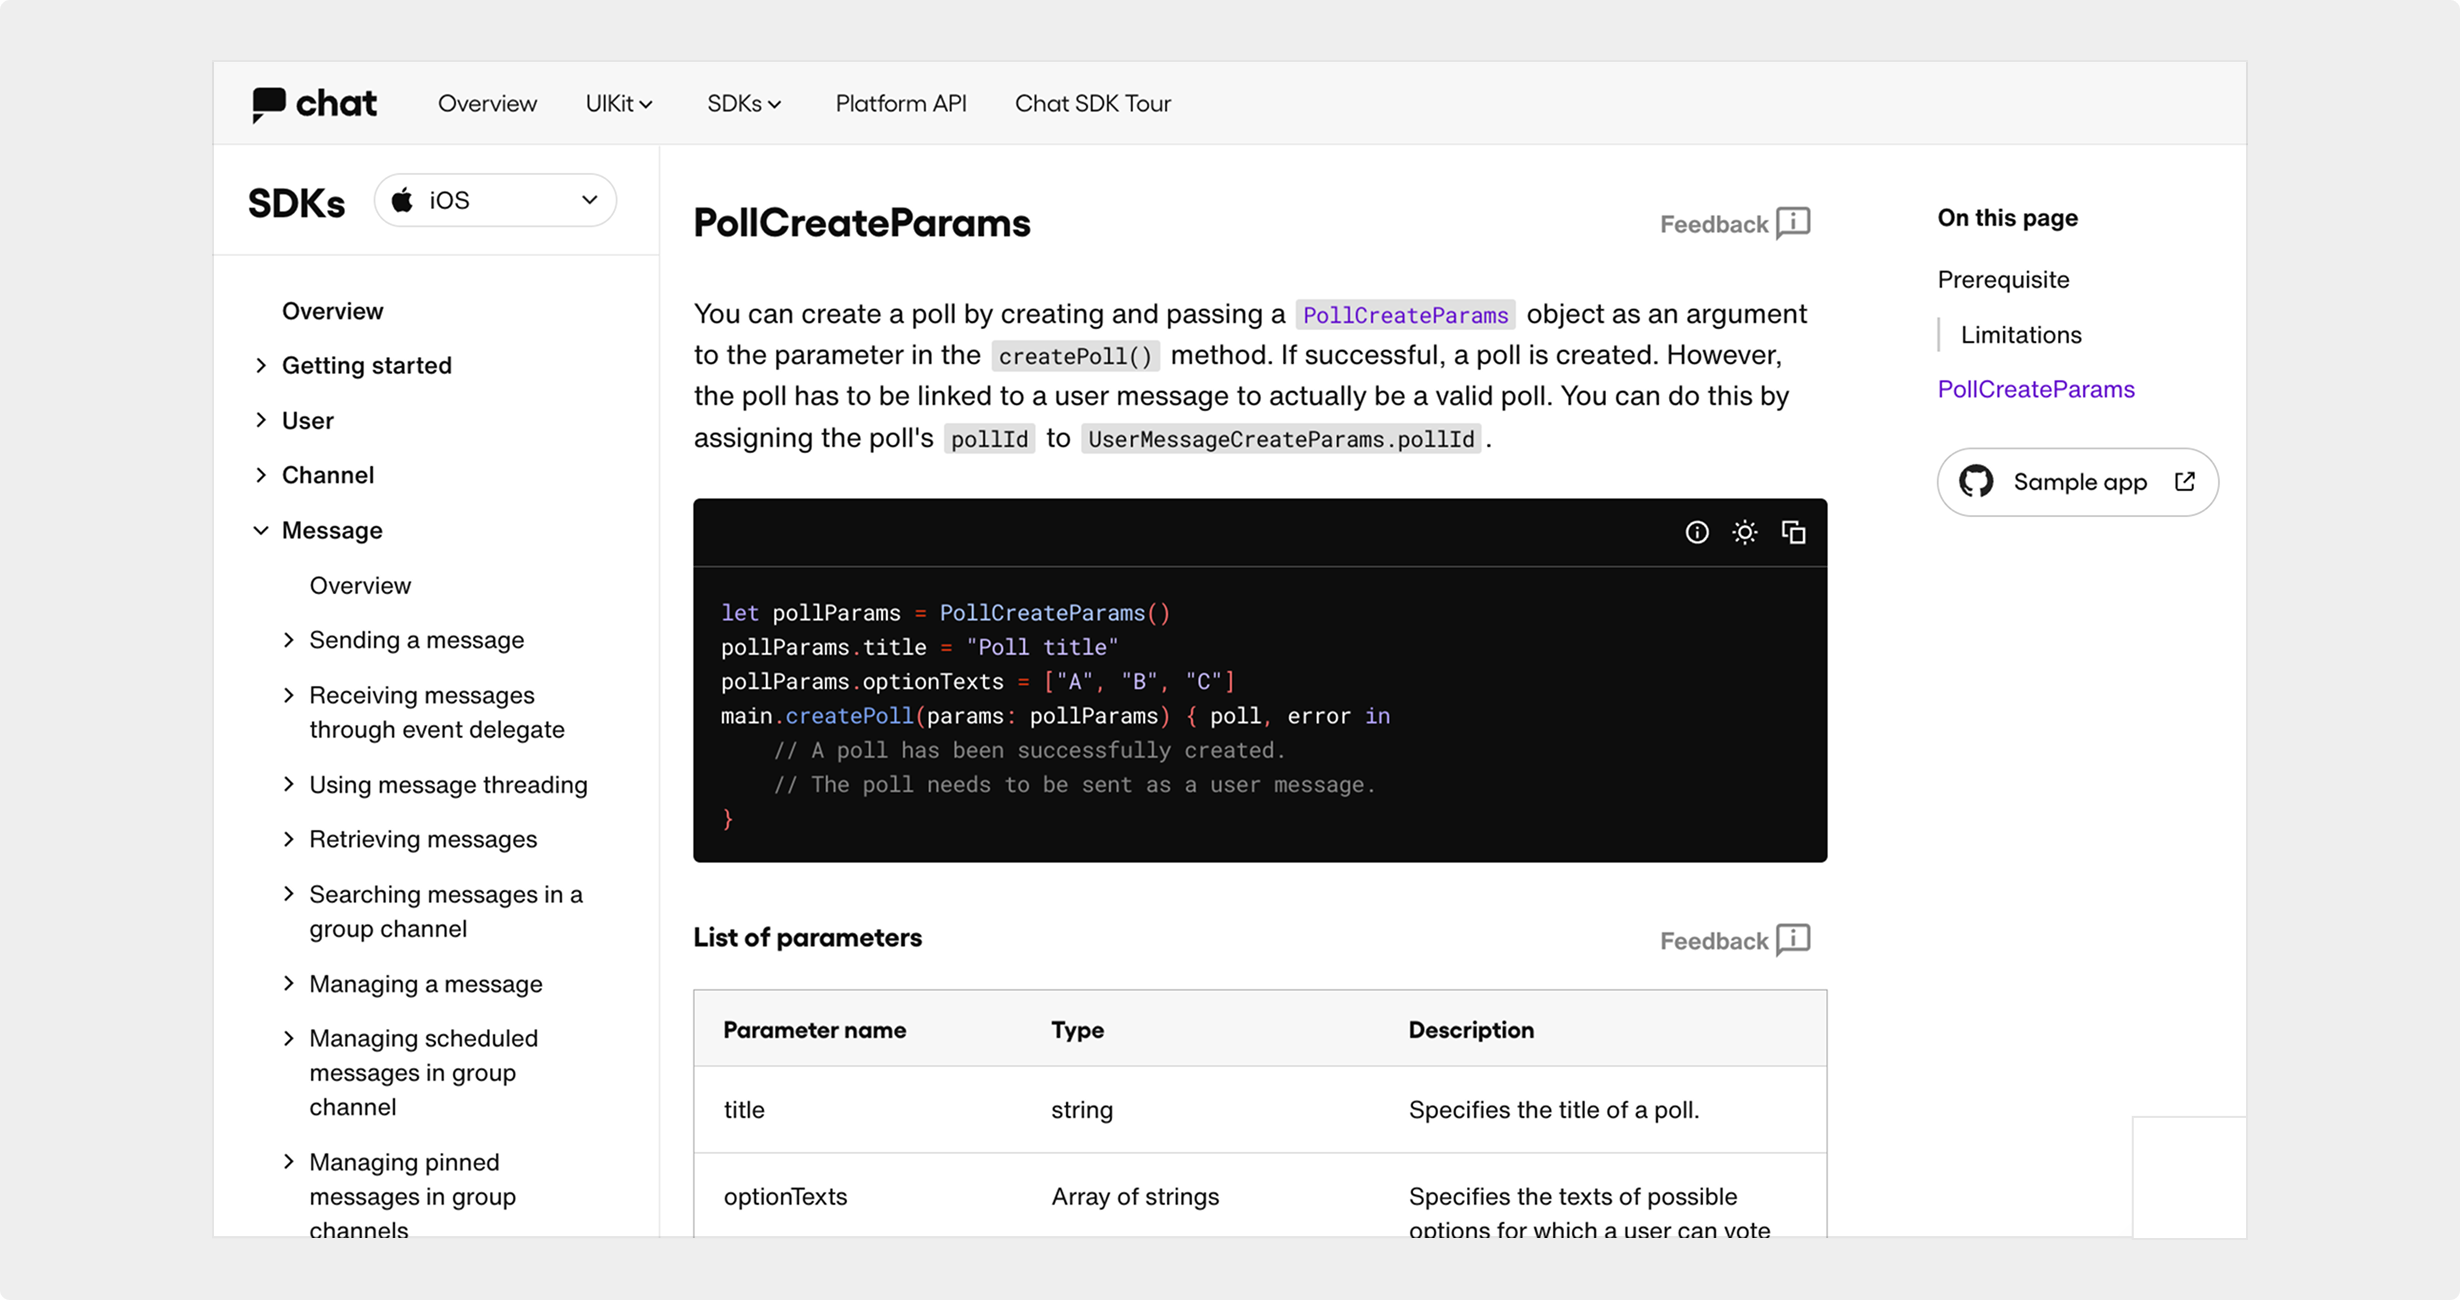 chat
Overview
UIKit
SDKs
Platform API
Chat SDK Tour
SDKs
iOS
Overview
Getting started
User
Channel
Message
Overview
Sending a message
Receiving messages
through event delegate
Using message threading
Retrieving messages
Searching messages in a
group channel
Managing a message
Managing scheduled
messages in group
channel
Managing pinned
messages in group
channels
PollCreateParams
Feedback
You can create a poll by creating and passing a PollCreateParams object as an argument
to the parameter in the createPoll() method. If successful, a poll is created. However,
the poll has to be linked to a user message to actually be a valid poll. You can do this by
assigning the poll's pollId to UserMessageCreateParams.pollId.
let pollParams = PollCreateParams()
pollParams.title = "Poll title"
pollParams.optionTexts = ["A", "B", "C"]
main.createPoll(params: pollParams) { poll, error in
    // A poll has been successfully created.
    // The poll needs to be sent as a user message.
}
List of parameters
Feedback
Parameter name
Type
Description
title
string
Specifies the title of a poll.
optionTexts
Array of strings
Specifies the texts of possible
options for which a user can vote
On this page
Prerequisite
Limitations
PollCreateParams
Sample app